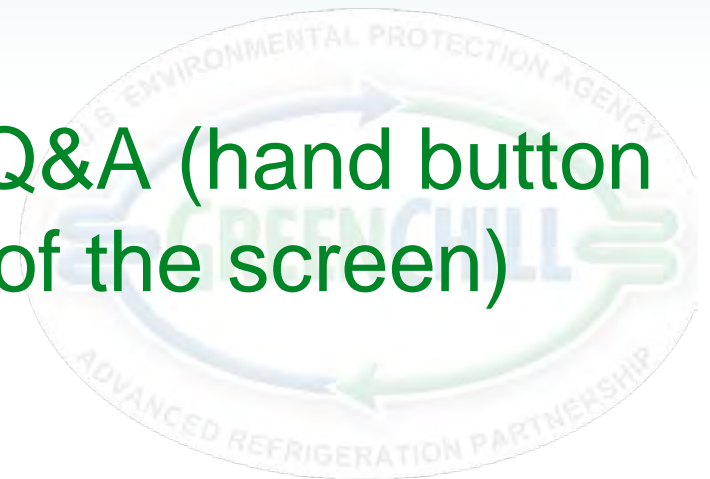 U.S. ENVIRONMENTAL PROTECTION AGENCY
Q&A (hand button
GREENCHILL
of the screen)
ADVANCED REFRIGERATION PARTNERSHIP